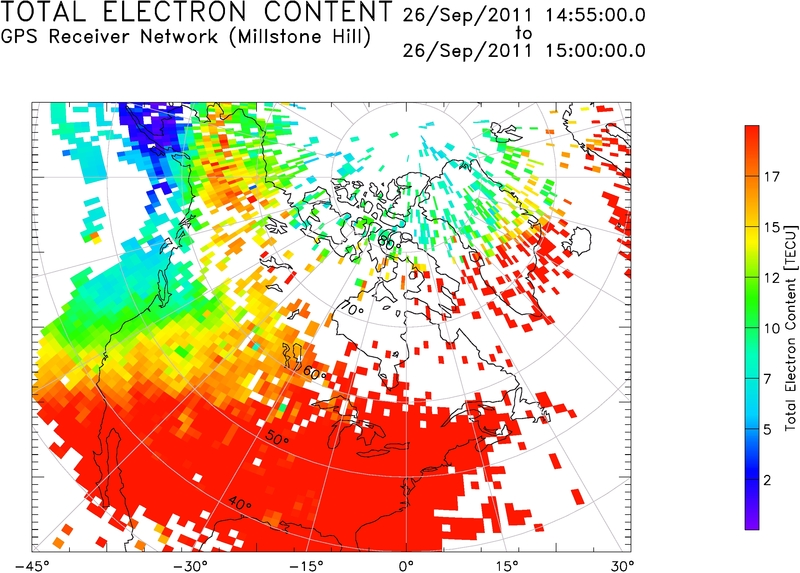 TOTAL ELECTRON CONTENT 26/Sep/2011 14:55:00.0
GPS Receiver Network (Millstone Hill) to
26/Sep/2011 15:00:00.0
17
15
12
10
7
5
2
Total Electron Content [TECU]
80°
70°
60°
50°
40°
-45° -30° -15° 0° 15° 30°